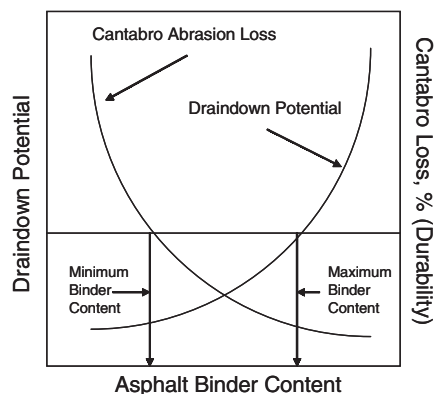 Cantabro Abrasion Loss
Draindown Potential
Draindown Potential
Cantabro Loss, % (Durability)
Minimum
Binder
Content
Maximum
Binder
Content
Asphalt Binder Content